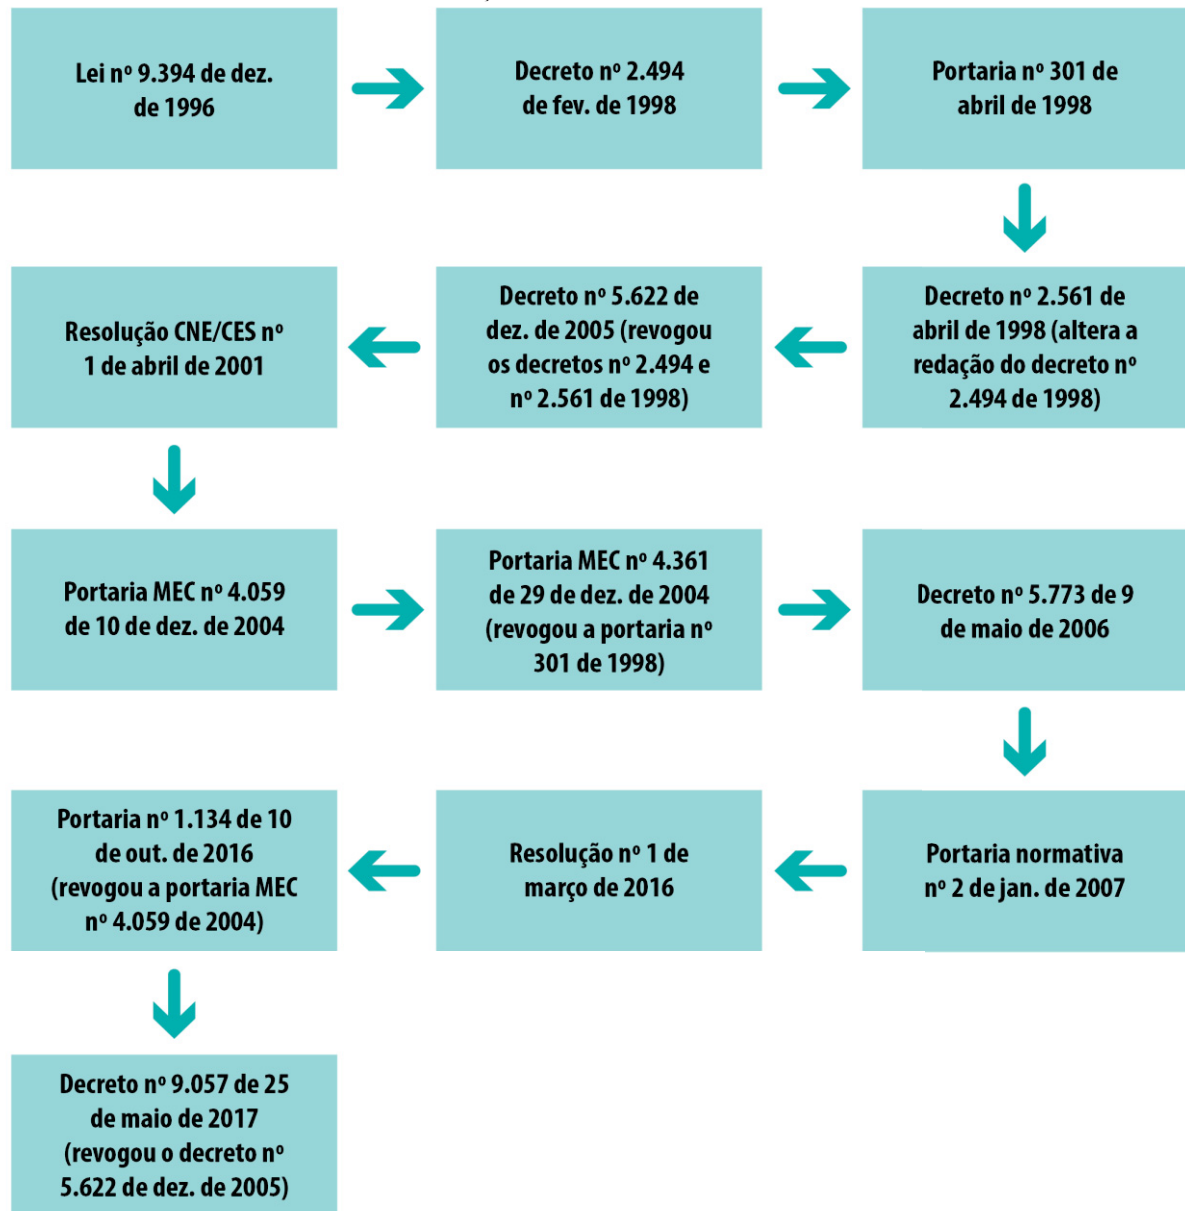 Lei nº 9.394 de dez.
de 1996
Decreto nº 2.494
de fev. de 1998
Portaria nº 301 de
abril de 1998
Decreto nº 2.561 de
abril de 1998 (altera a
redação do decreto nº
2.494 de 1998)
Decreto nº 5.622 de
dez. de 2005 (revogou
os decretos nº 2.494 e
nº 2.561 de 1998)
Resolução CNE/CES nº
1 de abril de 2001
Portaria MEC nº 4.059
de 10 de dez. de 2004
Portaria MEC nº 4.361
de 29 de dez. de 2004
(revogou a portaria nº
301 de 1998)
Decreto nº 5.773 de 9
de maio de 2006
Portaria normativa
nº 2 de jan. de 2007
Resolução nº 1 de
março de 2016
Portaria nº 1.134 de 10
de out. de 2016
(revogou a portaria MEC
nº 4.059 de 2004)
Decreto nº 9.057 de 25
de maio de 2017
(revogou o decreto nº
5.622 de dez. de 2005)